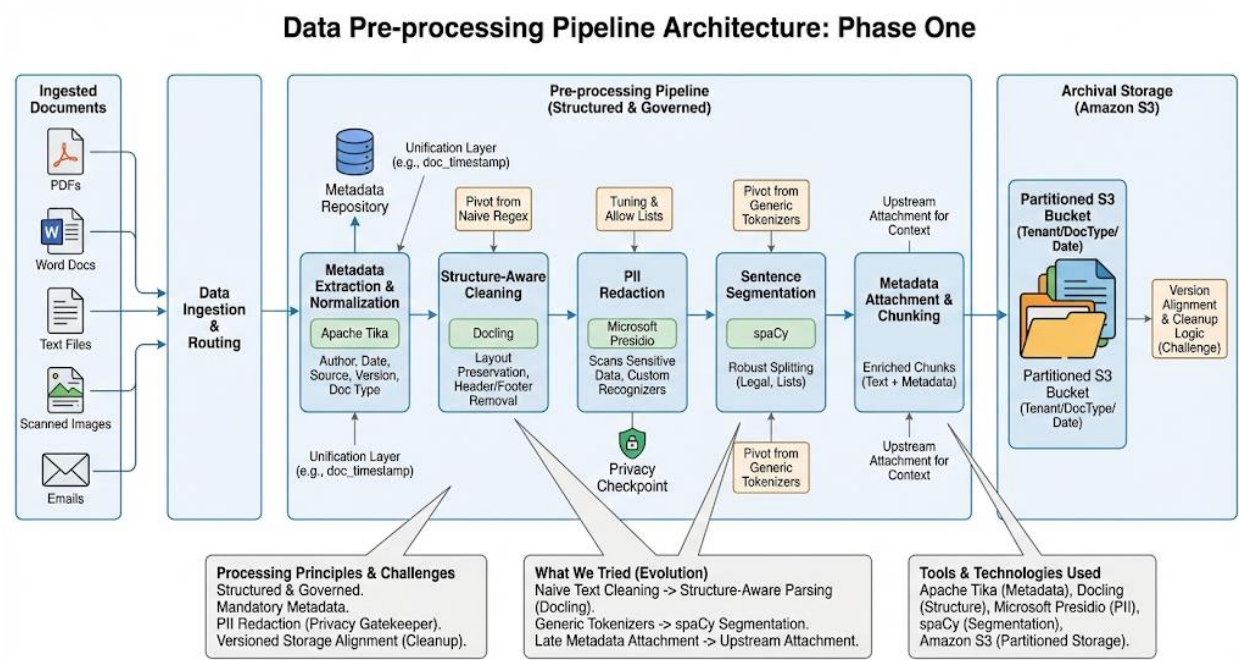 Data Pre-processing Pipeline Architecture: Phase One
Ingested
Documents
PDFs
W
Word Docs
Text Files
Scanned Images
Emails
Data
Ingestion
&
Routing
Pre-processing Pipeline
(Structured & Governed)
Metadata
Repository
Unification Layer
(e.g., doc_timestamp)
Metadata
Extraction &
Normalization
Apache Tika
Author, Date,
Source, Version,
Doc Type
Unification Layer
(e.g., doc_timestamp)
Pivot from
Naive Regex
Structure-Aware
Cleaning
Docling
Layout
Preservation,
Header/Footer
Removal
Tuning &
Allow Lists
PII
Redaction
Microsoft
Presidio
Scans Sensitive
Data, Custom
Recognizers
Privacy
Checkpoint
Pivot from
Generic
Tokenizers
Sentence
Segmentation
spaCy
Robust Splitting
(Legal, Lists)
Pivot from
Generic
Tokenizers
Upstream
Attachment for
Context
Metadata
Attachment &
Chunking
Enriched Chunks
(Text + Metadata)
Upstream
Attachment for
Context
Archival Storage
(Amazon S3)
Partitioned S3
Bucket
(Tenant/DocType/
Date)
Partitioned S3
Bucket
(Tenant/DocType/
Date)
Version
Alignment
& Cleanup
Logic
(Challenge)
Processing Principles & Challenges
Structured & Governed.
Mandatory Metadata.
PII Redaction (Privacy Gatekeeper).
Versioned Storage Alignment (Cleanup).
What We Tried (Evolution)
Naive Text Cleaning -> Structure-Aware Parsing
(Docling).
Generic Tokenizers -> spaCy Segmentation.
Late Metadata Attachment -> Upstream Attachment.
Tools & Technologies Used
Apache Tika (Metadata), Docling
(Structure), Microsoft Presidio (PII),
spaCy (Segmentation),
Amazon S3 (Partitioned Storage).